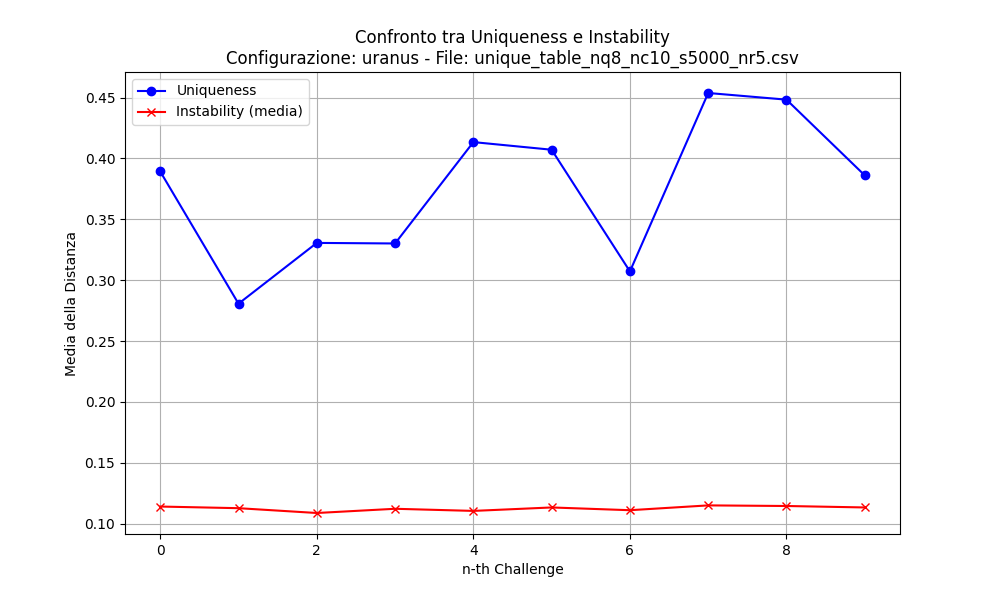 Confronto tra Uniqueness e Instability
Configurazione: uranus - File: unique_table_nq8_nc10_s5000_nr5.csv
Uniqueness
Instability (media)
0.45
0.40
0.35
0.30
0.25
0.20
0.15
0.10
Media della Distanza
0 2 4 6 8
n-th Challenge